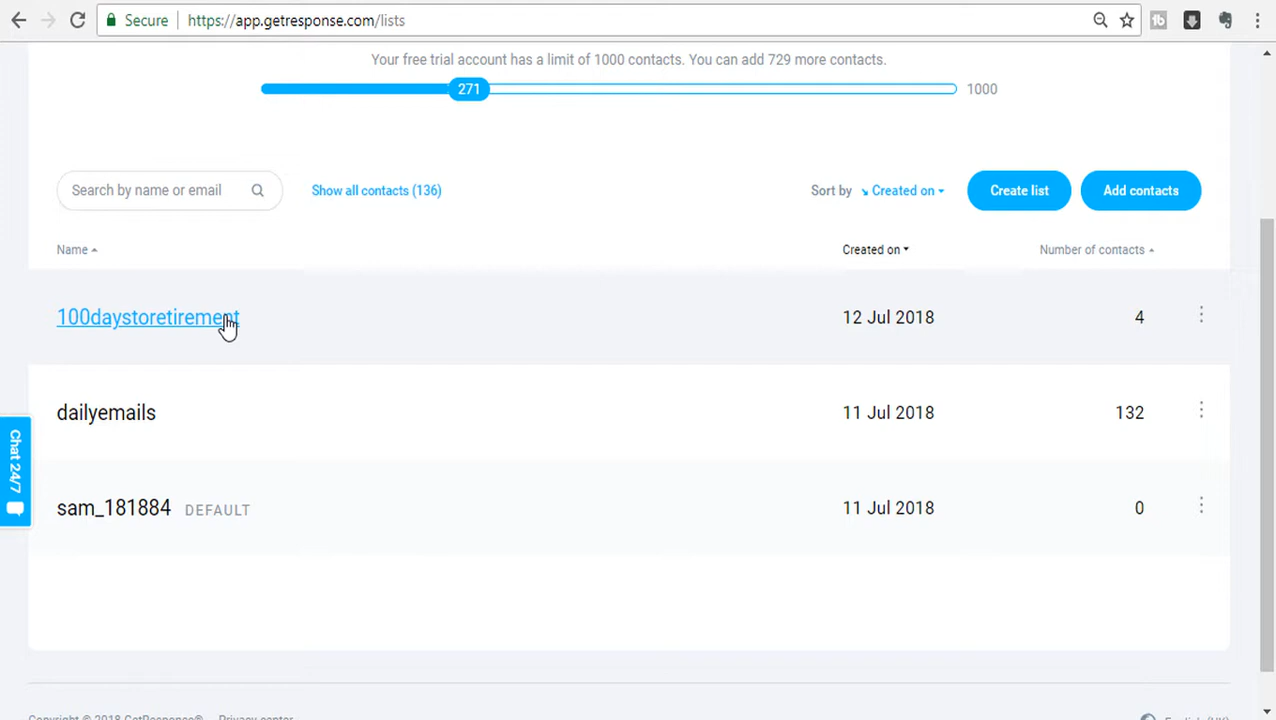 Secure https://app.getresponse.com/lists
Your free trial account has a limit of 1000 contacts. You can add 729 more contacts.
271 1000
Search by name or email Show all contacts (136) Sort by Created on Create list Add contacts
Name Created on Number of contacts
100daystoretirement 12 Jul 2018 4
dailyemails 11 Jul 2018 132
sam_181884 DEFAULT 11 Jul 2018 0
Chat 24/7
Copyright © 2018 GetResponse® Privacy center English (UK)